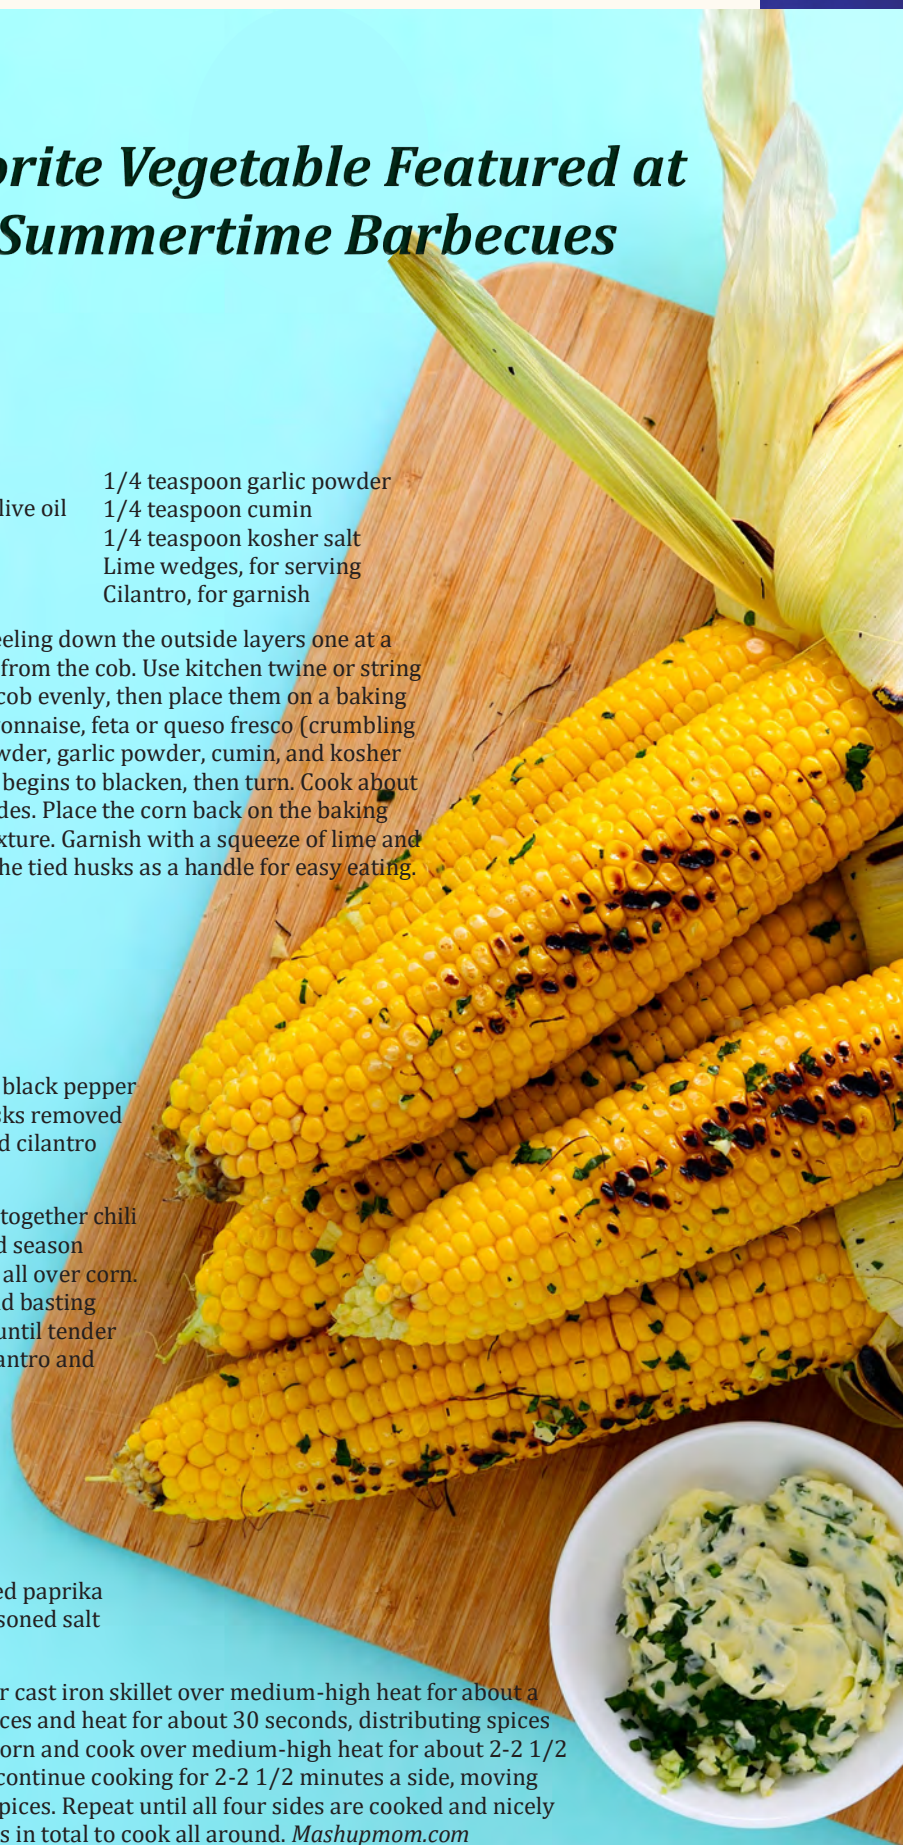 orite Vegetable Featured at
Summertime Barbecues
1/4 teaspoon garlic powder
live oil
1/4 teaspoon cumin
1/4 teaspoon kosher salt
Lime wedges, for serving
Cilantro, for garnish
eeling down the outside layers one at a
from the cob. Use kitchen twine or string
cob evenly, then place them on a baking
onnaise, feta or queso fresco (crumbling
wder, garlic powder, cumin, and kosher
begins to blacken, then turn. Cook about
des. Place the corn back on the baking
xture. Garnish with a squeeze of lime and
he tied husks as a handle for easy eating.
black pepper
sks removed
d cilantro
together chili
d season
all over corn.
d basting
until tender
antro and
ed paprika
soned salt
r cast iron skillet over medium-high heat for about a
ces and heat for about 30 seconds, distributing spices
orn and cook over medium-high heat for about 2-2 1/2
continue cooking for 2-2 1/2 minutes a side, moving
pices. Repeat until all four sides are cooked and nicely
s in total to cook all around. Mashupmom.com